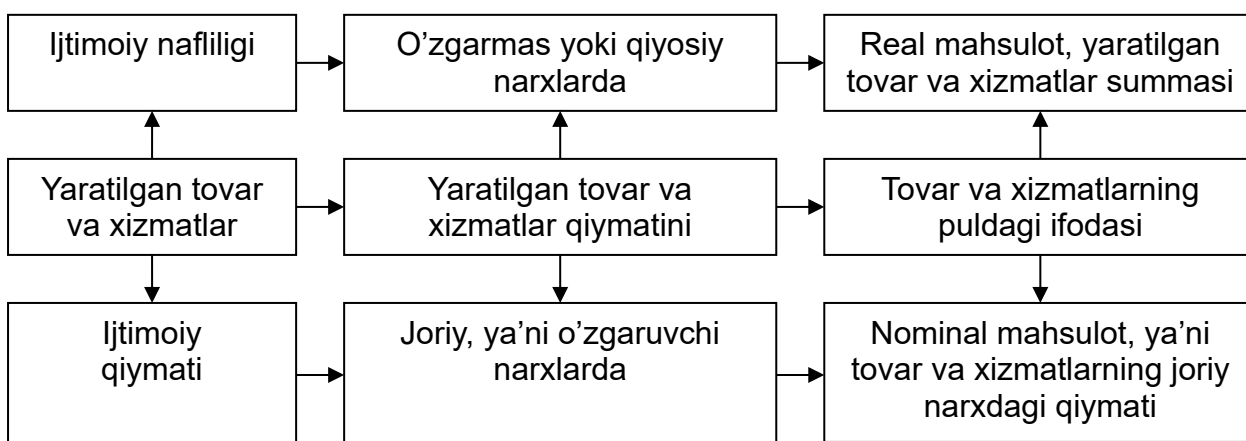 Ijtimoiy nafliligi
O’zgarmas yoki qiyosiy
narxlarda
Real mahsulot, yaratilgan
tovar va xizmatlar summasi
Yaratilgan tovar
va xizmatlar
Yaratilgan tovar va
xizmatlar qiymatini
Tovar va xizmatlarning
puldagi ifodasi
Ijtimoiy
qiymati
Joriy, ya’ni o’zgaruvchi
narxlarda
Nominal mahsulot, ya’ni
tovar va xizmatlarning joriy
narxdagi qiymati